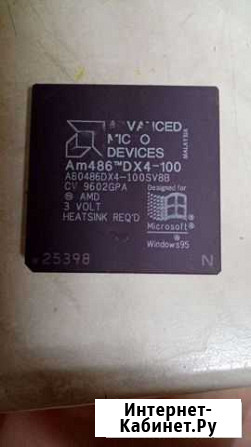 ADVANCED
MICRO
DEVICES
MALAYSIA
Am486™DX4-100
A80486DX4-100SV8B
CV 9602GPA
© AMD
3 VOLT
HEATSINK REQ'D
Designed for
Microsoft®
Windows95
25398 N
Интернет-
Кабинет.Ру